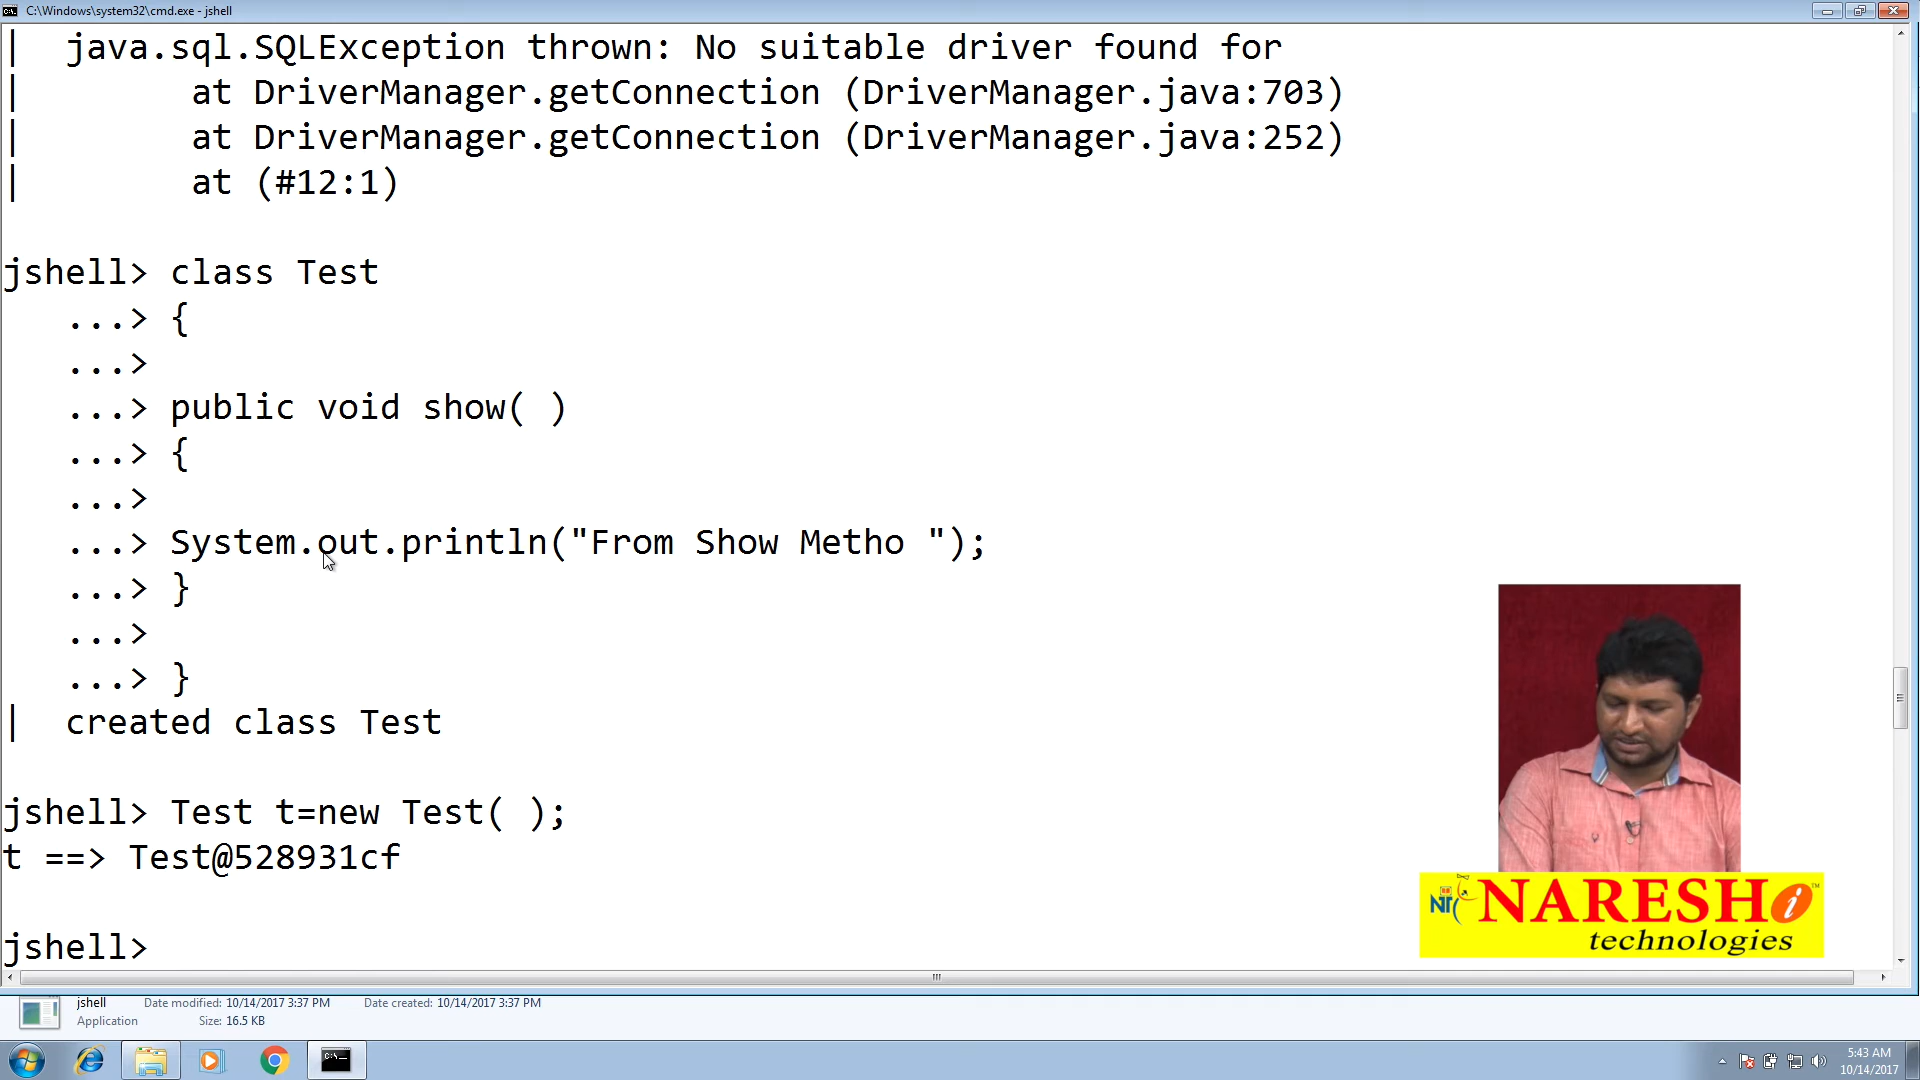 C:\Windows\system32\cmd.exe - jshell
|  java.sql.SQLException thrown: No suitable driver found for
|        at DriverManager.getConnection (DriverManager.java:703)
|        at DriverManager.getConnection (DriverManager.java:252)
|        at (#12:1)
jshell> class Test
   ...> {
   ...>
   ...> public void show( )
   ...> {
   ...>
   ...> System.out.println("From Show Metho ");
   ...> }
   ...>
   ...> }
|  created class Test
jshell> Test t=new Test( );
t ==> Test@528931cf
jshell>
NARESH i ™
technologies
jshell Date modified: 10/14/2017 3:37 PM Date created: 10/14/2017 3:37 PM
Application Size: 16.5 KB
5:43 AM
10/14/2017